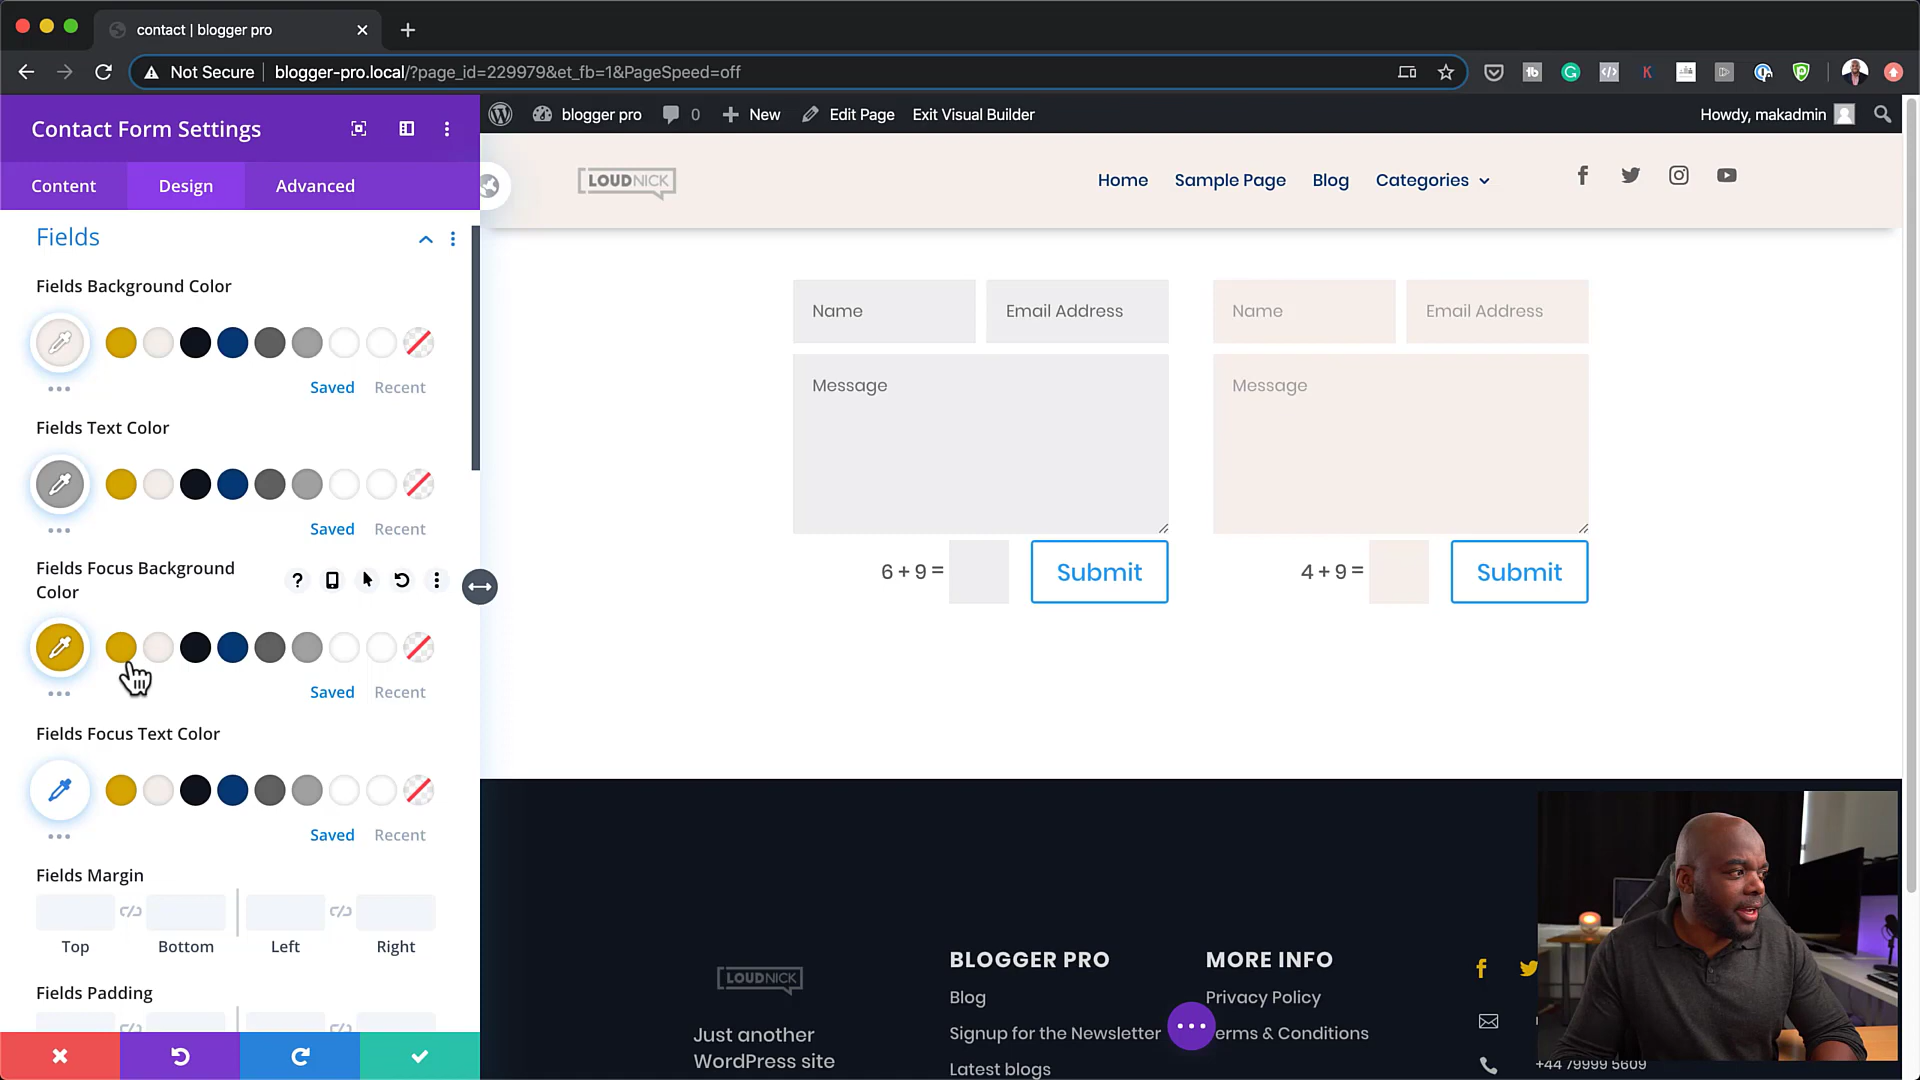 contact | blogger pro
Not Secure
blogger-pro.local/?page_id=229979&et_fb=1&PageSpeed=off
Contact Form Settings
Content
Design
Advanced
blogger pro
0
New
Edit Page
Exit Visual Builder
Howdy, makadmin
LOUDNICK
Home
Sample Page
Blog
Categories
Fields
Fields Background Color
Saved
Recent
Fields Text Color
Saved
Recent
Fields Focus Background
Color
?
Saved
Recent
Fields Focus Text Color
Saved
Recent
Fields Margin
Top
Bottom
Left
Right
Fields Padding
Name
Email Address
Message
6 + 9 =
Submit
Name
Email Address
Message
4 + 9 =
Submit
LOUDNICK
Just another
WordPress site
BLOGGER PRO
Blog
Signup for the Newsletter
Latest blogs
MORE INFO
Privacy Policy
erms & Conditions
+44 79999 5609